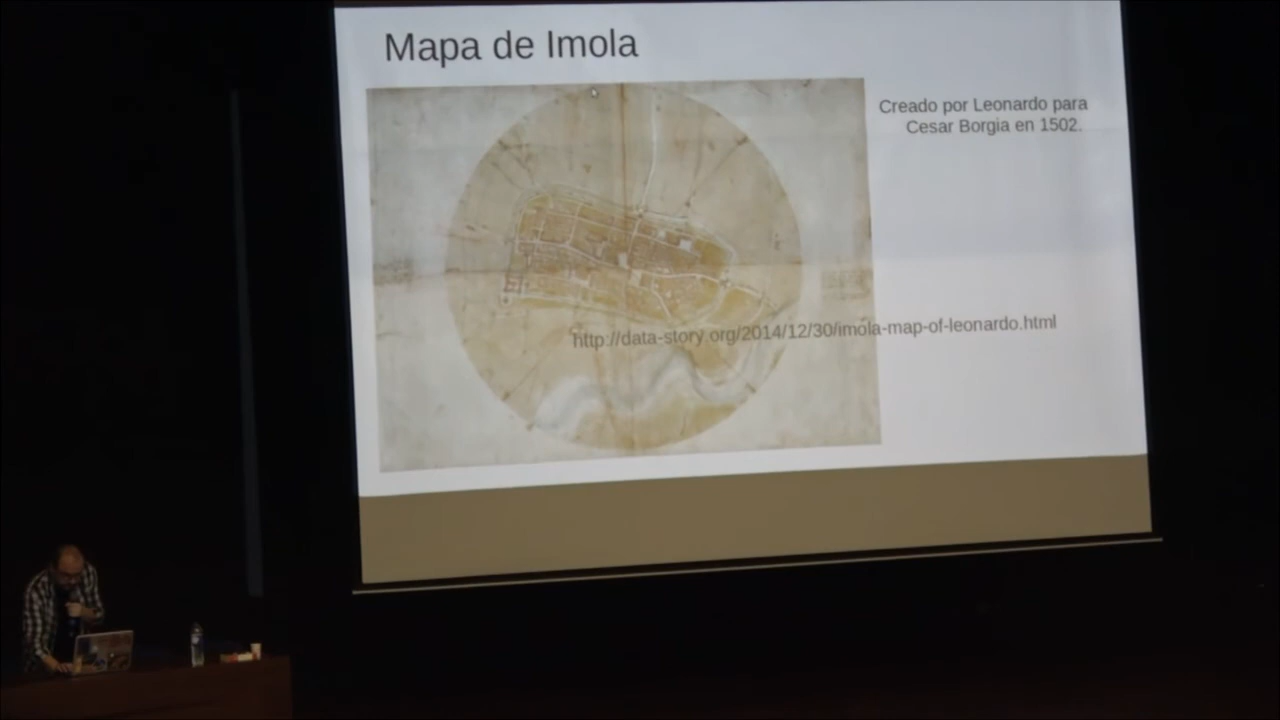 Mapa de Imola
Creado por Leonardo para
Cesar Borgia en 1502.
http://data-story.org/2014/12/30/imola-map-of-leonardo.html